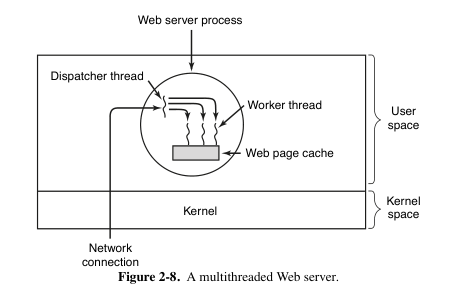 Web server process
Dispatcher thread
Worker thread
User
space
Web page cache
Kernel
Kernel
space
Network
connection
Figure 2-8. A multithreaded Web server.